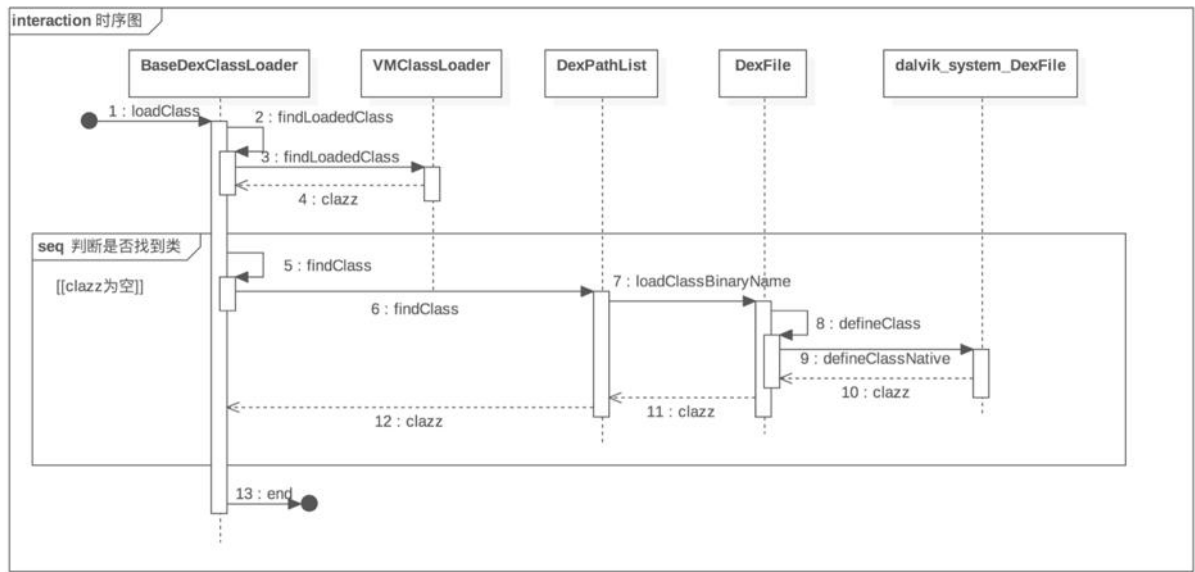 interaction 时序图
BaseDexClassLoader
VMClassLoader
DexPathList
DexFile
dalvik_system_DexFile
1 : loadClass
2 : findLoadedClass
3 : findLoadedClass
4 : clazz
seq 判断是否找到类
[[clazz为空]]
5 : findClass
6 : findClass
7 : loadClassBinaryName
8 : defineClass
9 : defineClassNative
10 : clazz
11 : clazz
12 : clazz
13 : end